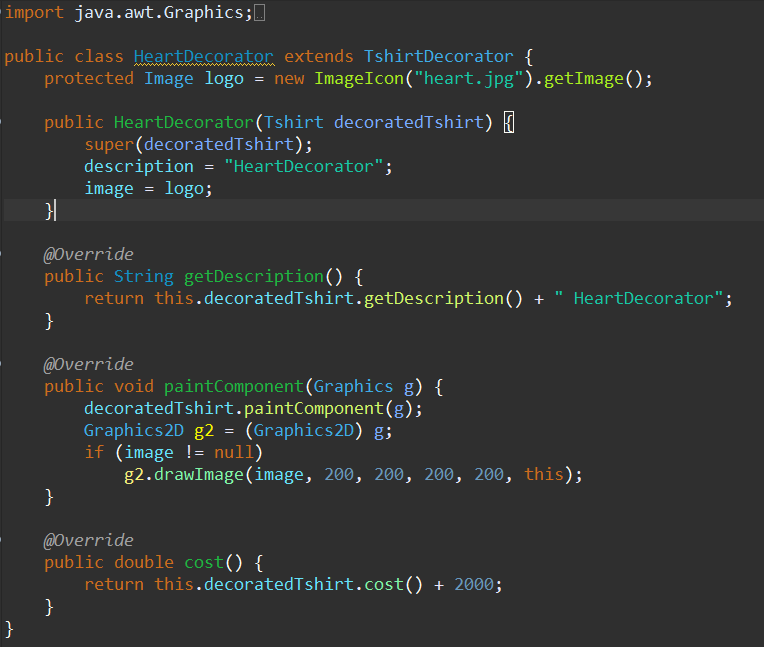 import java.awt.Graphics;
public class HeartDecorator extends TshirtDecorator {
    protected Image logo = new ImageIcon("heart.jpg").getImage();
    public HeartDecorator(Tshirt decoratedTshirt) {
        super(decoratedTshirt);
        description = "HeartDecorator";
        image = logo;
    }
    @Override
    public String getDescription() {
        return this.decoratedTshirt.getDescription() + " HeartDecorator";
    }
    @Override
    public void paintComponent(Graphics g) {
        decoratedTshirt.paintComponent(g);
        Graphics2D g2 = (Graphics2D) g;
        if (image != null)
            g2.drawImage(image, 200, 200, 200, 200, this);
    }
    @Override
    public double cost() {
        return this.decoratedTshirt.cost() + 2000;
    }
}